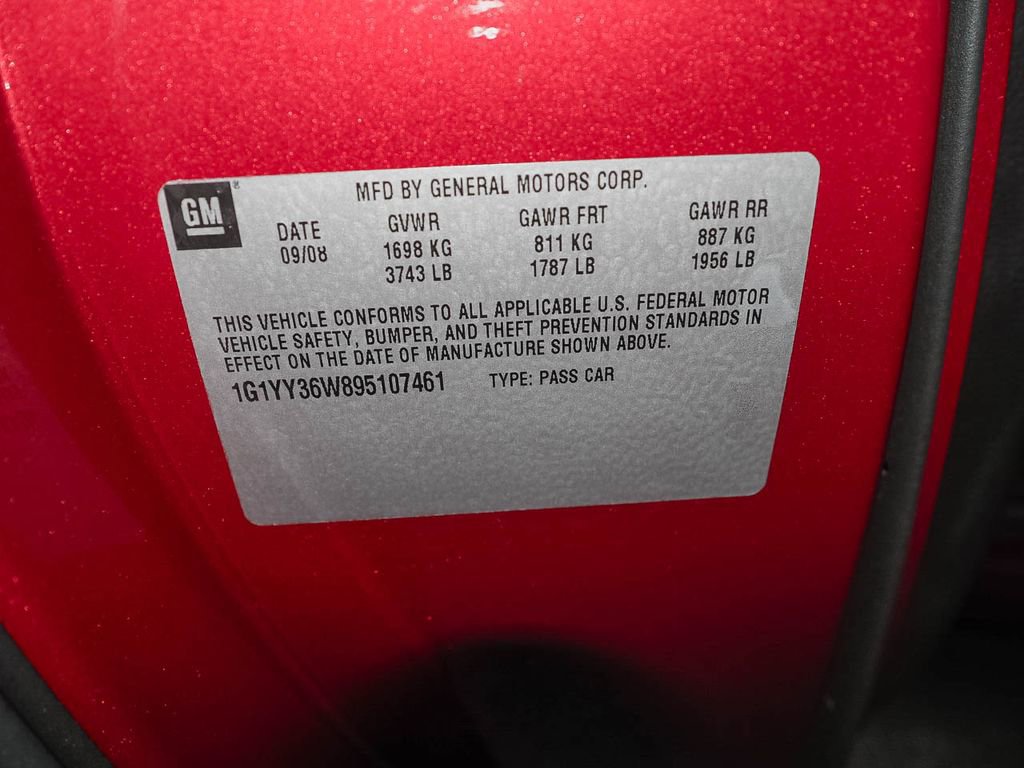 MFD BY GENERAL MOTORS CORP.
GM®
DATE GVWR GAWR FRT GAWR RR
09/08 1698 KG 811 KG 887 KG
3743 LB 1787 LB 1956 LB
THIS VEHICLE CONFORMS TO ALL APPLICABLE U.S. FEDERAL MOTOR
VEHICLE SAFETY, BUMPER, AND THEFT PREVENTION STANDARDS IN
EFFECT ON THE DATE OF MANUFACTURE SHOWN ABOVE.
1G1YY36W895107461 TYPE: PASS CAR